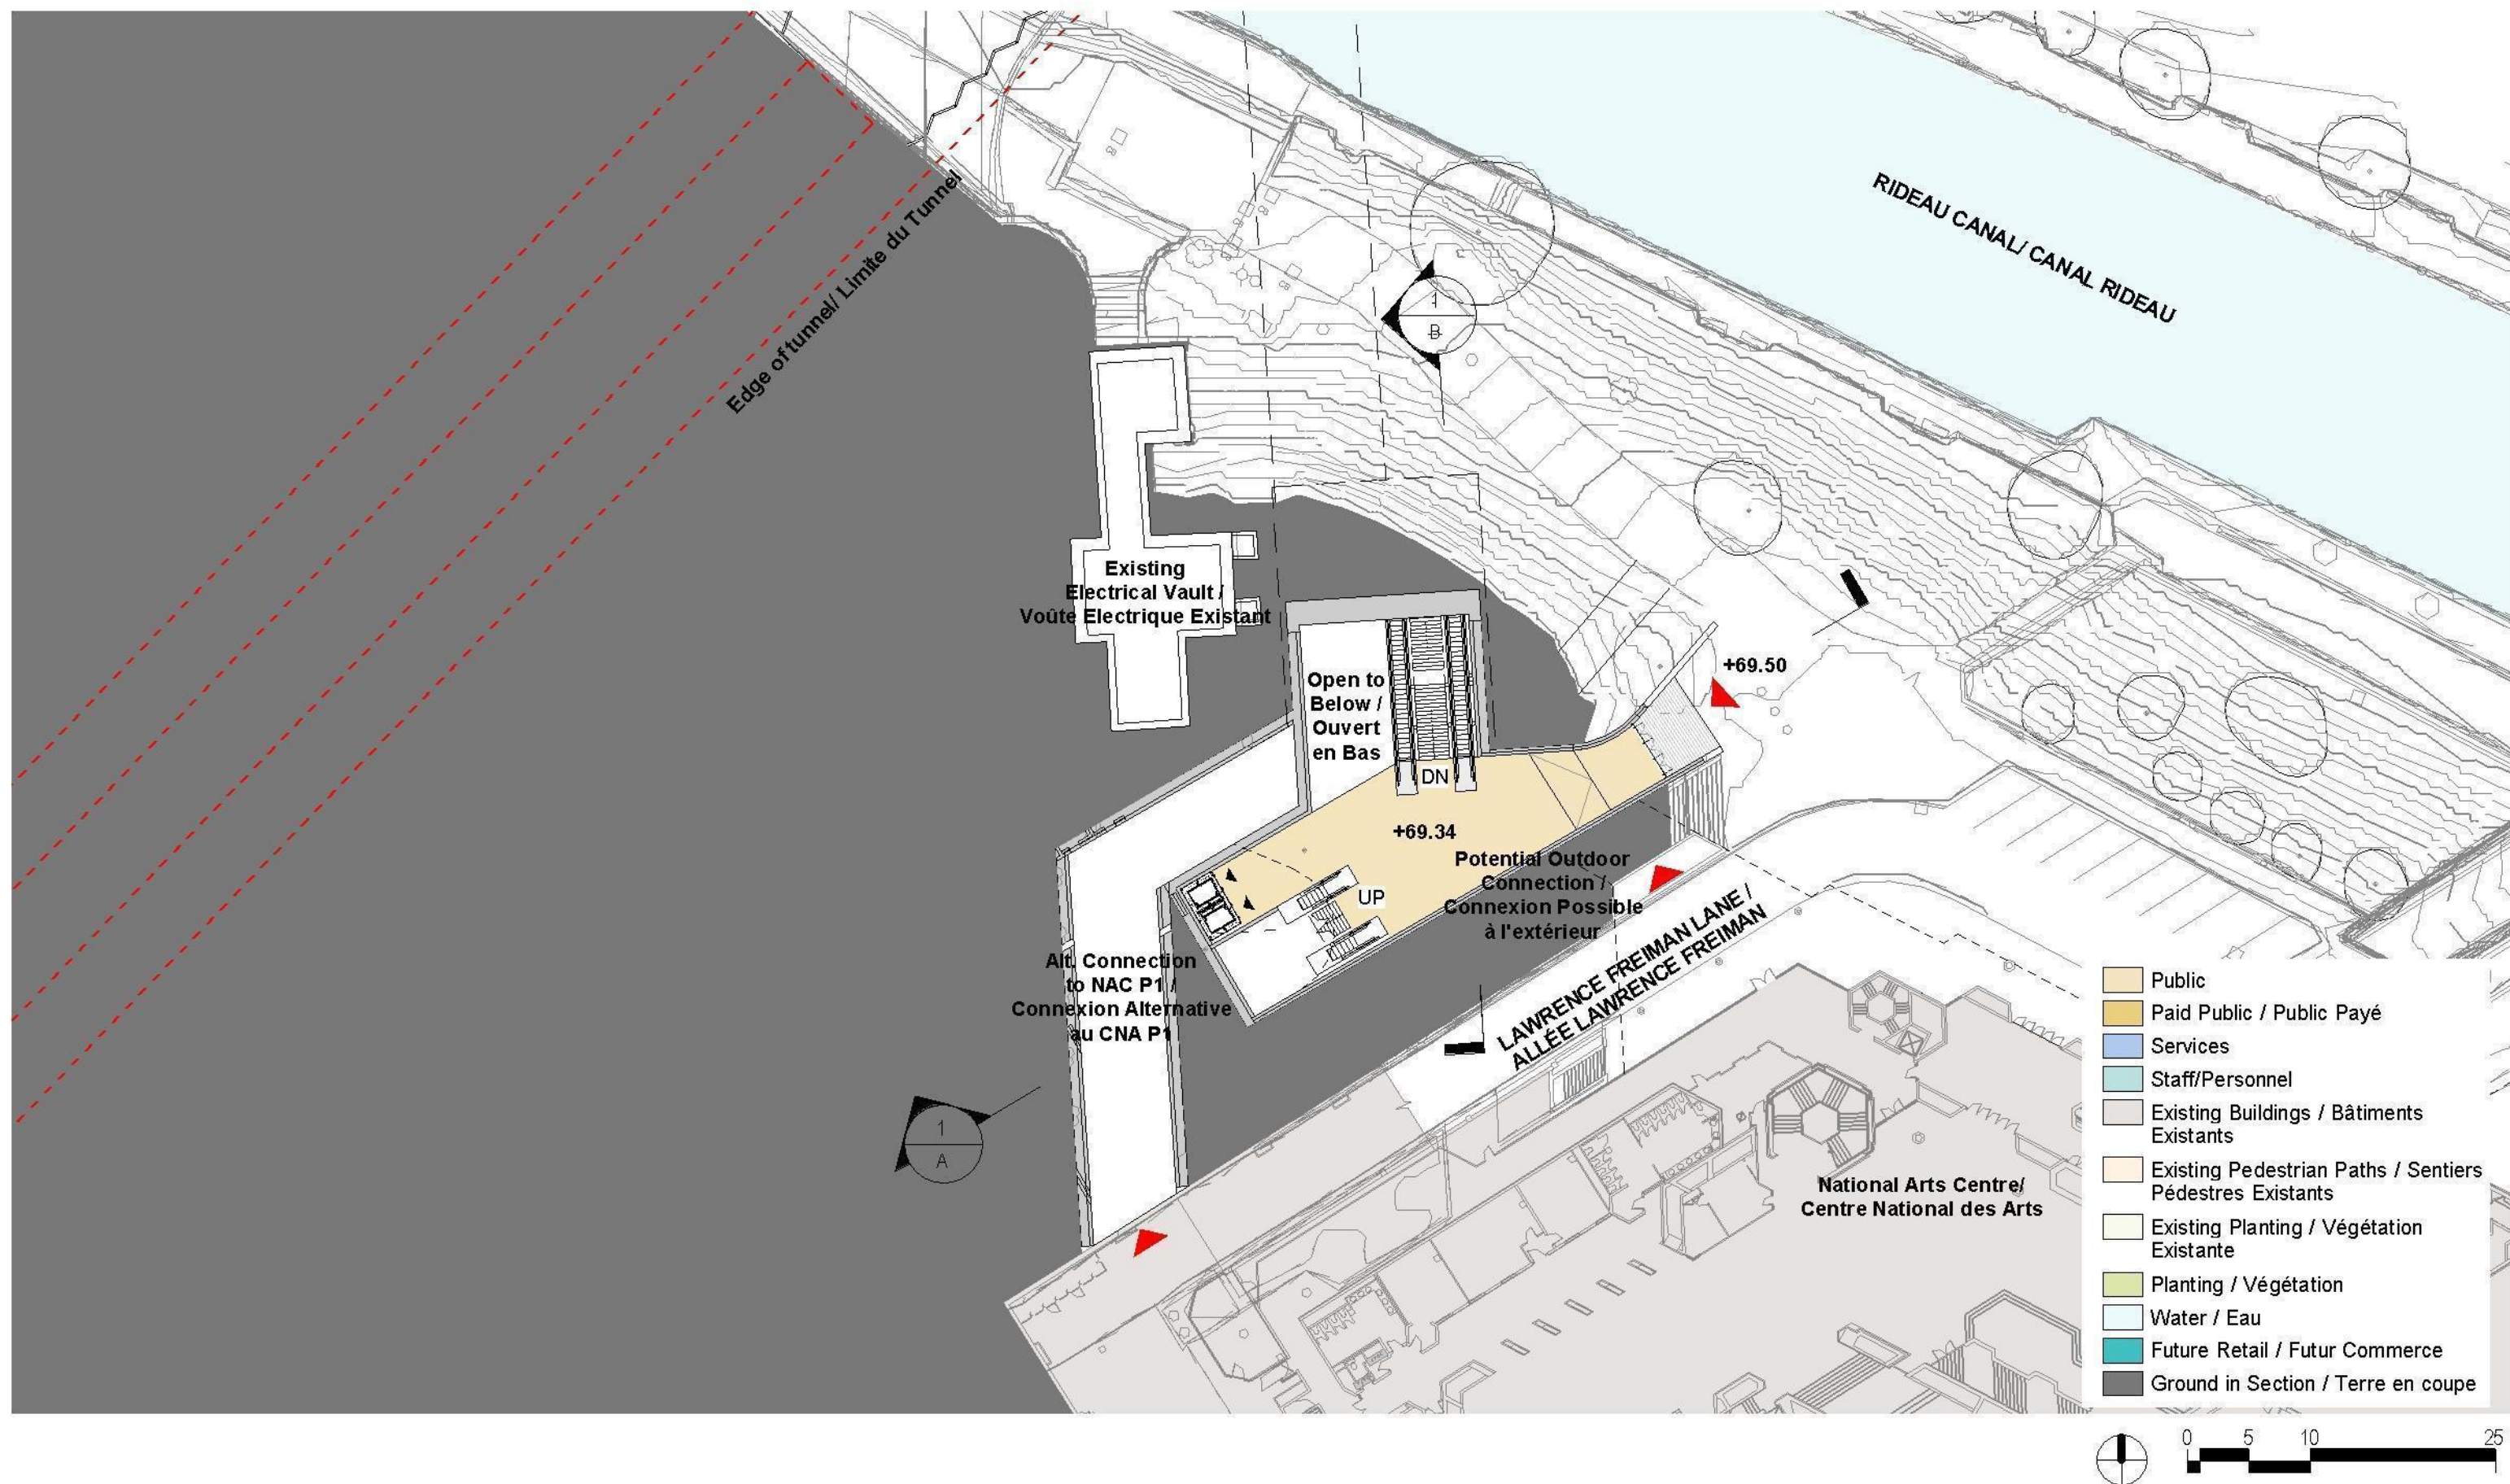 RIDEAU CANAL/ CANAL RIDEAU
Edge of tunnel/ Limite du Tunnel
1
B
Existing
Electrical Vault /
Voûte Electrique Existant
Open to
Below /
Ouvert
en Bas
+69.50
DN
+69.34
UP
Potential Outdoor
Connection /
Connexion Possible
à l'extérieur
Alt. Connection
to NAC P1 /
Connexion Alternative
au CNA P1
LAWRENCE FREIMAN LANE /
ALLÉE LAWRENCE FREIMAN
1
A
National Arts Centre/
Centre National des Arts
Public
Paid Public / Public Payé
Services
Staff/Personnel
Existing Buildings / Bâtiments
Existants
Existing Pedestrian Paths / Sentiers
Pédestres Existants
Existing Planting / Végétation
Existante
Planting / Végétation
Water / Eau
Future Retail / Futur Commerce
Ground in Section / Terre en coupe
0 5 10 25